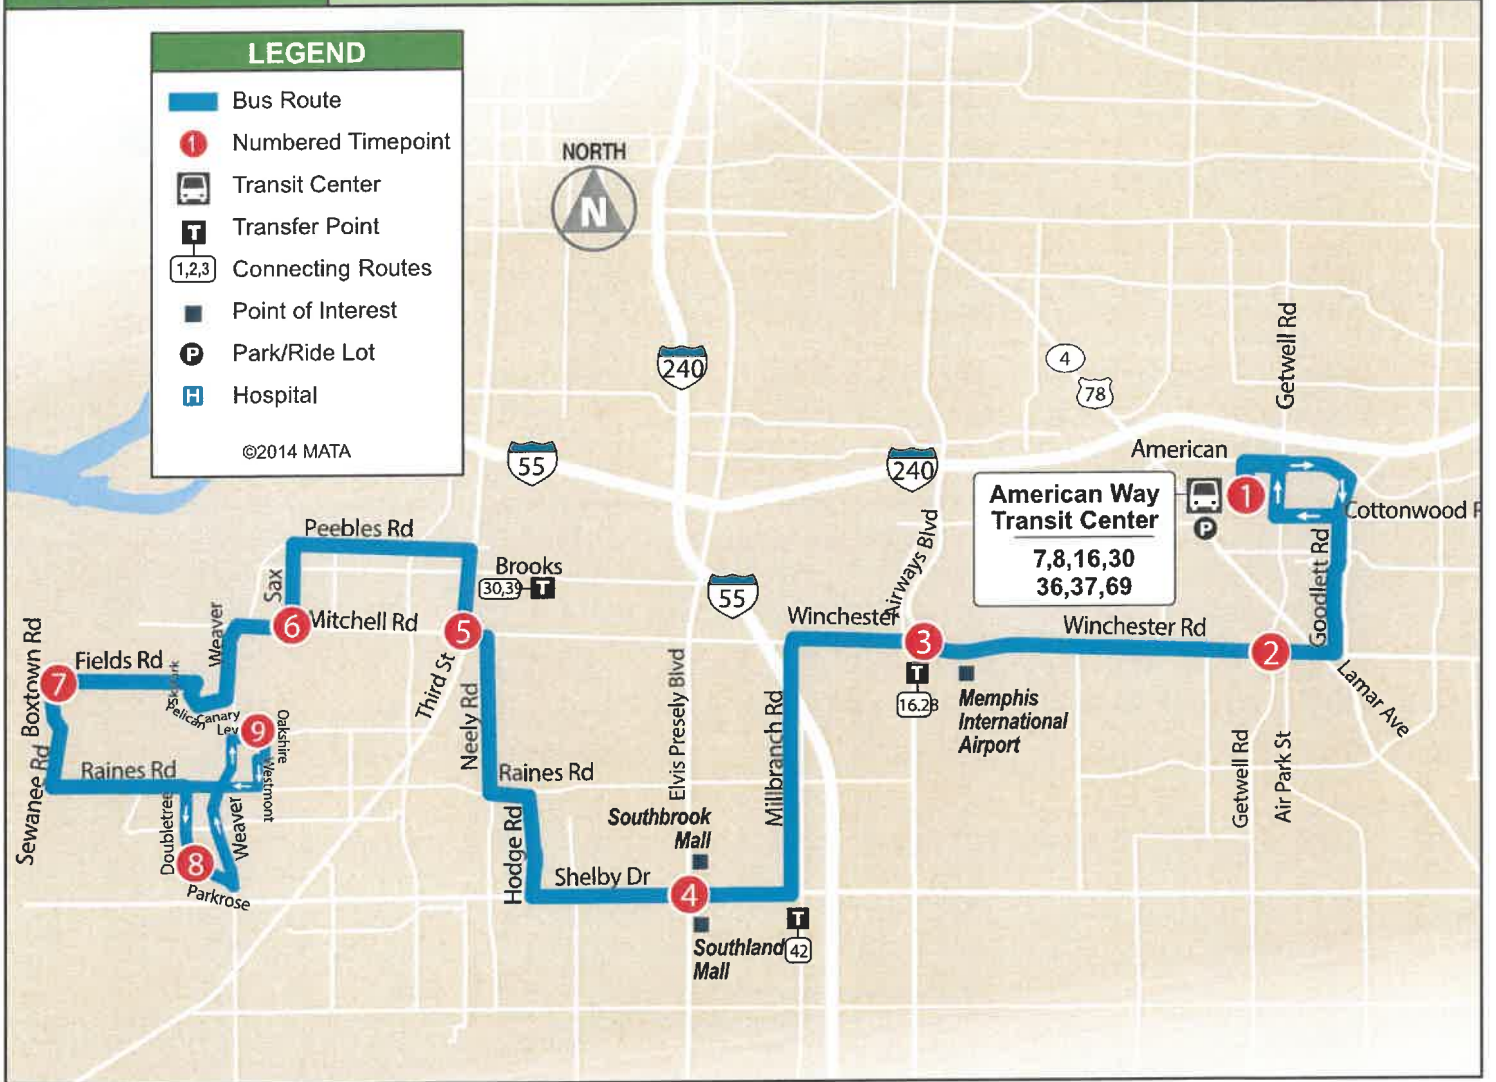 LEGEND
Bus Route
1
Numbered Timepoint
Transit Center
T
Transfer Point
1,2,3
Connecting Routes
Point of Interest
P
Park/Ride Lot
H
Hospital
©2014 MATA
NORTH
N
240
4
78
Getwell Rd
American
55
240
American Way
Transit Center
7,8,16,30
36,37,69
1
P
Cottonwood
Peebles Rd
Brooks
30,39
T
Sax
6
Mitchell Rd
5
55
Airways Blvd
Winchester
3
Winchester Rd
2
Goodlett Rd
Weaver
Boxtown Rd
Fields Rd
7
Pelican
Canary
Lev
9
Oakshire
Westmont
Third St
Neely Rd
Elvis Presely Blvd
Millbranch Rd
T
16.28
Memphis
International
Airport
Lamar Ave
Getwell Rd
Air Park St
Sewanee Rd
Raines Rd
Raines Rd
Doubletree
8
Weaver
Parkrose
Hodge Rd
Shelby Dr
Southbrook
Mall
4
Southland
Mall
T
42